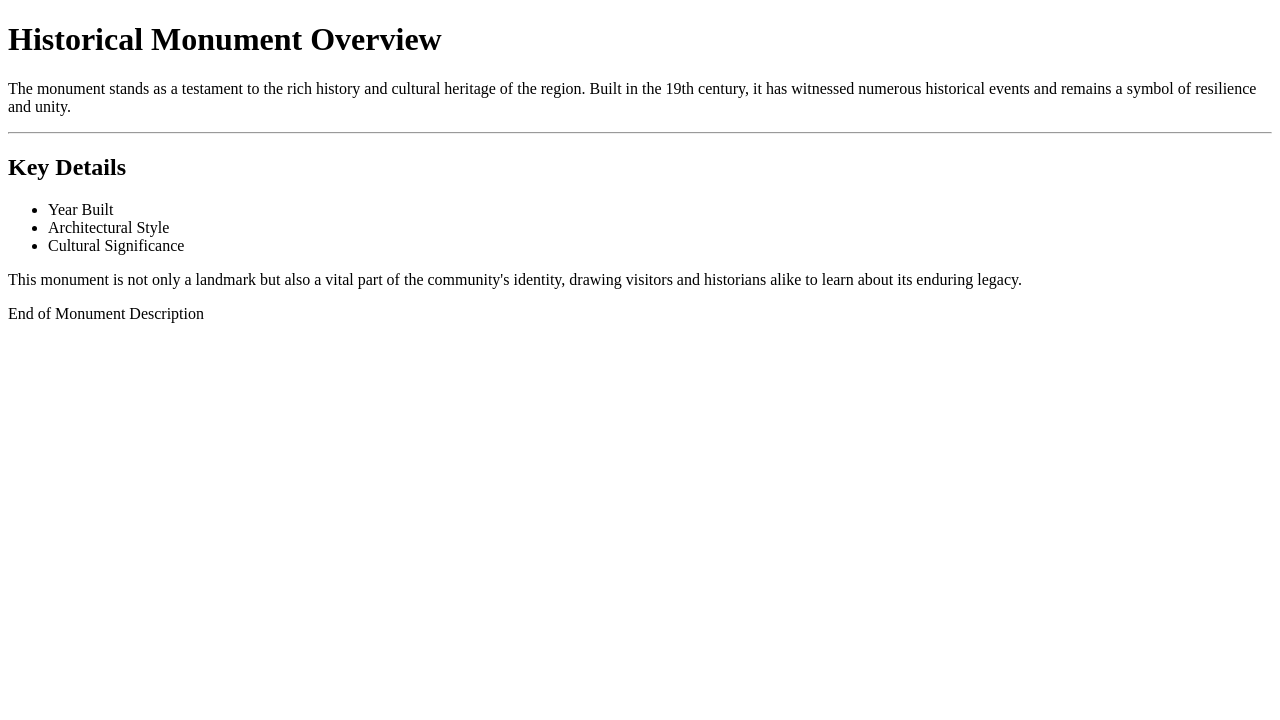 Historical Monument Overview
The monument stands as a testament to the rich history and cultural heritage of the region. Built in the 19th century, it has witnessed numerous historical events and remains a symbol of resilience
and unity.
Key Details
Year Built
Architectural Style
Cultural Significance
This monument is not only a landmark but also a vital part of the community's identity, drawing visitors and historians alike to learn about its enduring legacy.
End of Monument Description